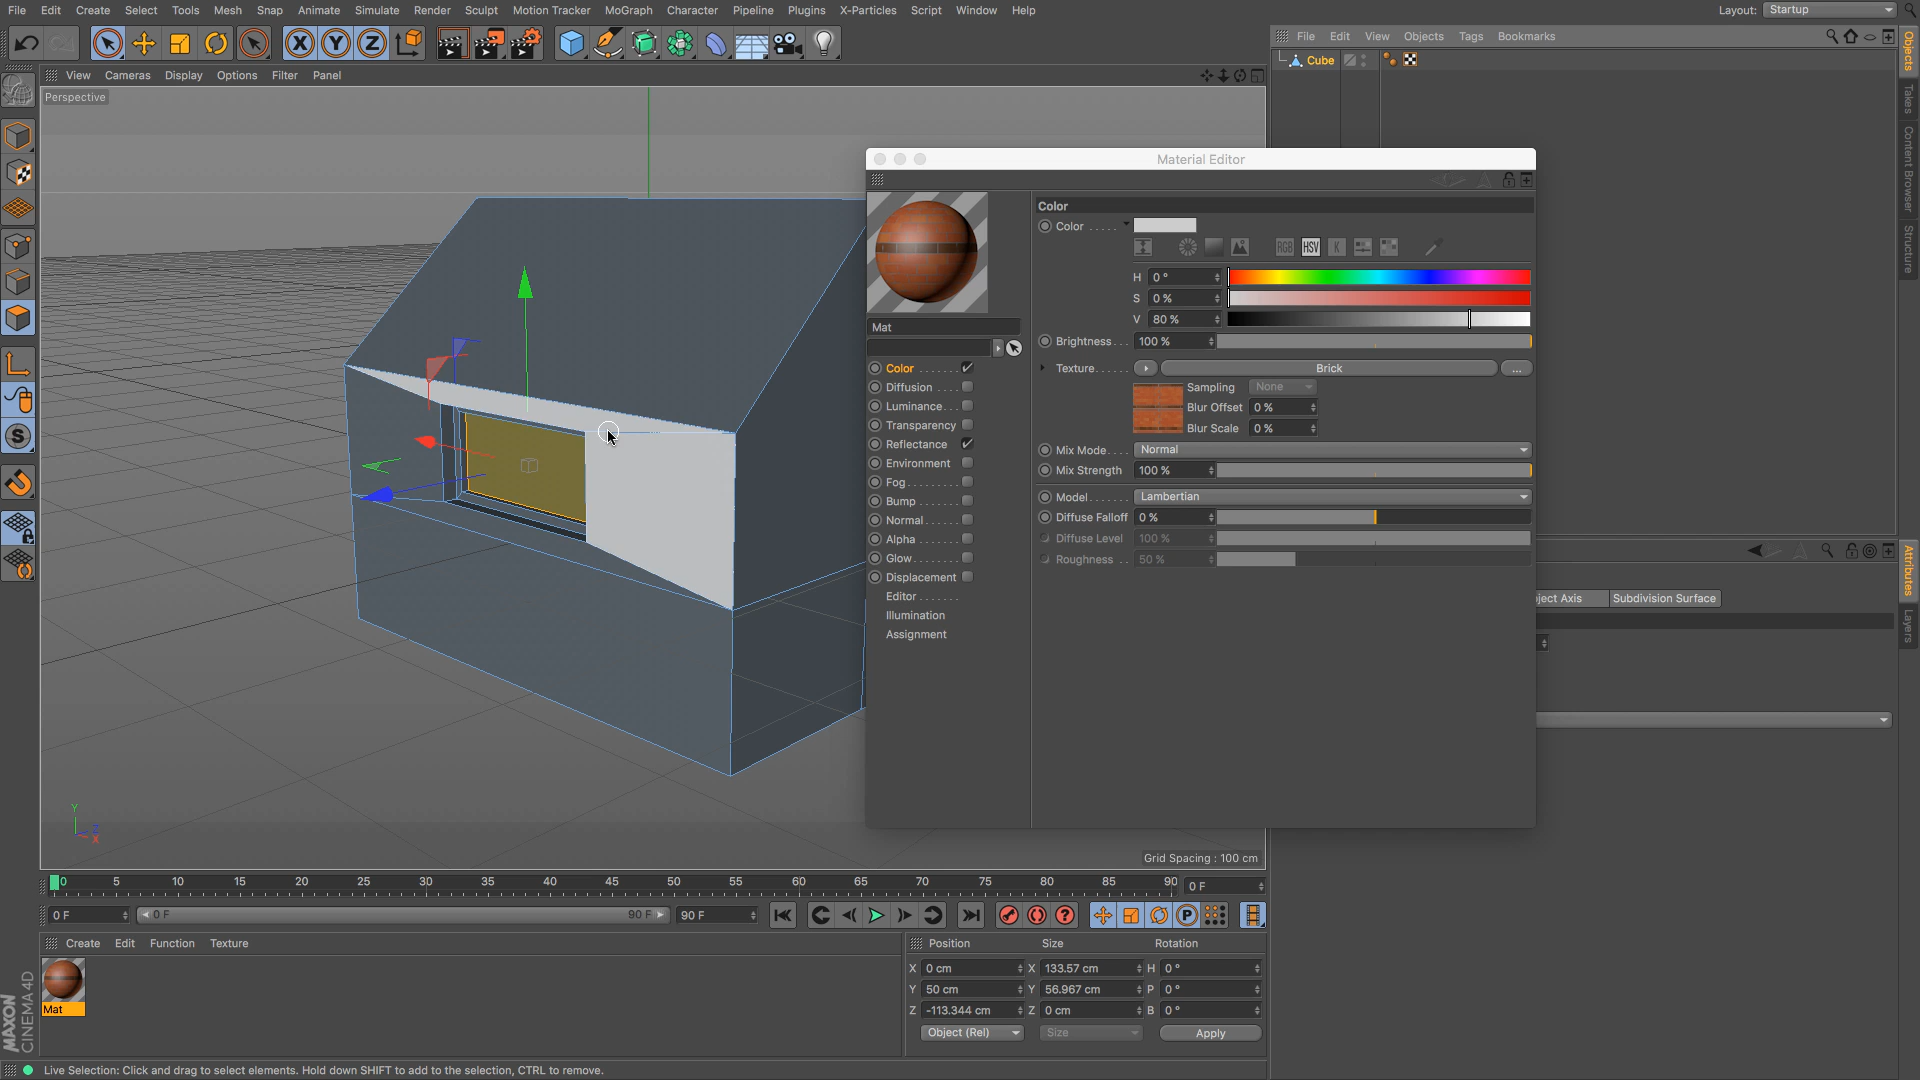 File Edit Create Select Tools Mesh Snap Animate Simulate Render Sculpt Motion Tracker MoGraph Character Pipeline Plugins X-Particles Script Window Help Layout: Startup
X Y Z
File Edit View Objects Tags Bookmarks
View Cameras Display Options Filter Panel
Cube
Perspective
Objects
Takes
Content Browser
Structure
Material Editor
Color
Color
RGB HSV K
H 0 °
S 0 %
V 80 %
Mat
Brightness 100 %
Color
Diffusion
Luminance
Transparency
Reflectance
Environment
Fog
Bump
Normal
Alpha
Glow
Displacement
Editor
Illumination
Assignment
Texture Brick ...
Sampling None
Blur Offset 0 %
Blur Scale 0 %
Mix Mode Normal
Mix Strength 100 %
Model Lambertian
Diffuse Falloff 0 %
Diffuse Level 100 %
Roughness 50 %
ject Axis Subdivision Surface
Attributes
Layers
S
Y
Z
X
Grid Spacing : 100 cm
0 5 10 15 20 25 30 35 40 45 50 55 60 65 70 75 80 85 90 0 F
0 F 0 F 90 F 90 F
P
Create Edit Function Texture
Mat
Position Size Rotation
X 0 cm X 133.57 cm H 0 °
Y 50 cm Y 56.967 cm P 0 °
Z -113.344 cm Z 0 cm B 0 °
Object (Rel) Size Apply
MAXON
CINEMA 4D
Live Selection: Click and drag to select elements. Hold down SHIFT to add to the selection, CTRL to remove.